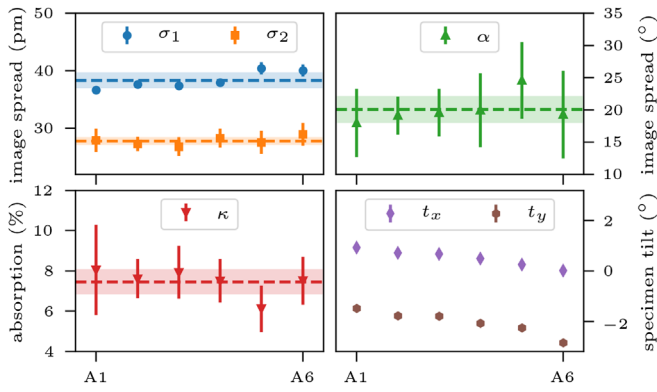 image spread (pm)
50
40
30
σ1 σ2
α
35
30
25
20
15
10
image spread (°)
absorption (%)
12
10
8
6
4
κ
tx ty
2
0
−2
specimen tilt (°)
A1 A6
A1 A6